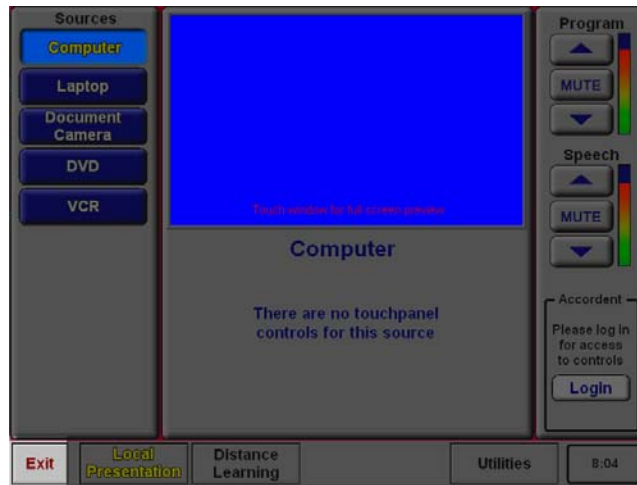 Sources
Computer
Laptop
Document
Camera
DVD
VCR
Touch window for full screen preview
Computer
There are no touchpanel
controls for this source
Program
MUTE
Speech
MUTE
Accordent
Please log in
for access
to controls
Login
Exit
Local
Presentation
Distance
Learning
Utilities
8:04